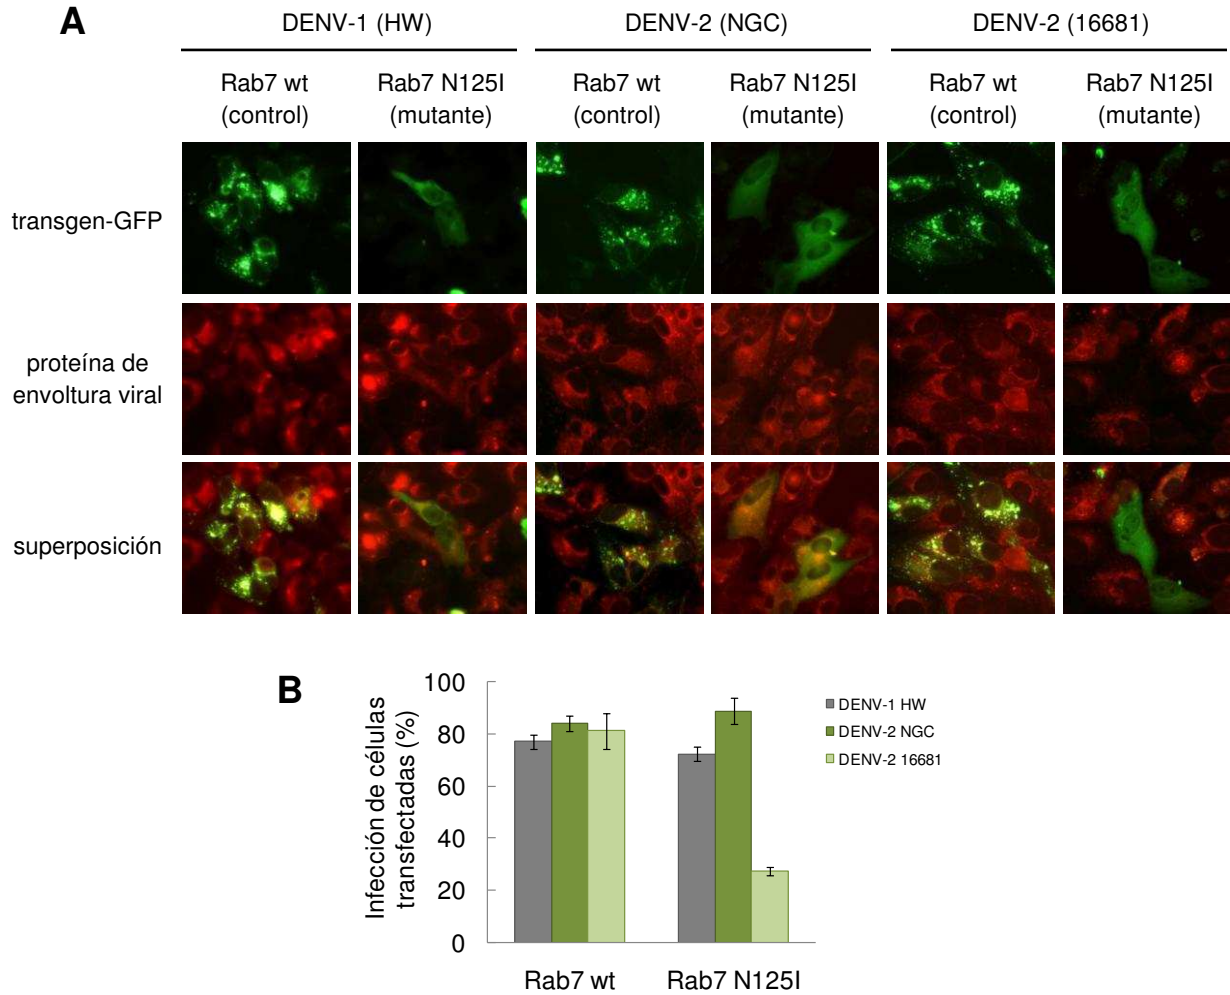 A
DENV-1 (HW)
DENV-2 (NGC)
DENV-2 (16681)
Rab7 wt
(control)
Rab7 N125I
(mutante)
Rab7 wt
(control)
Rab7 N125I
(mutante)
Rab7 wt
(control)
Rab7 N125I
(mutante)
transgen-GFP
proteína de
envoltura viral
superposición
B
Infección de células
transfectadas (%)
100
80
60
40
20
0
Rab7 wt
Rab7 N125I
DENV-1 HW
DENV-2 NGC
DENV-2 16681